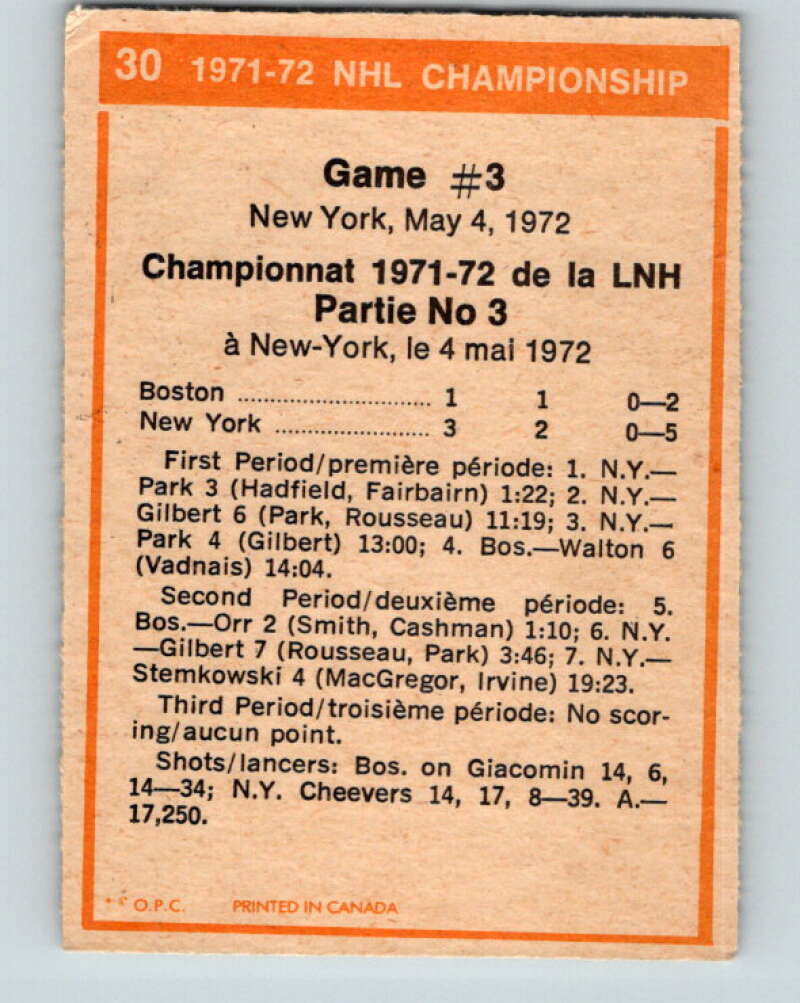 30 1971-72 NHL CHAMPIONSHIP
Game #3
New York, May 4, 1972
Championnat 1971-72 de la LNH
Partie No 3
à New-York, le 4 mai 1972
Boston ............................ 1 1 0—2
New York ....................... 3 2 0—5
First Period/première période: 1. N.Y.—
Park 3 (Hadfield, Fairbairn) 1:22; 2. N.Y.—
Gilbert 6 (Park, Rousseau) 11:19; 3. N.Y.—
Park 4 (Gilbert) 13:00; 4. Bos.—Walton 6
(Vadnais) 14:04.
Second Period/deuxième période: 5.
Bos.—Orr 2 (Smith, Cashman) 1:10; 6. N.Y.
—Gilbert 7 (Rousseau, Park) 3:46; 7. N.Y.—
Stemkowski 4 (MacGregor, Irvine) 19:23.
Third Period/troisième période: No scor-
ing/aucun point.
Shots/lancers: Bos. on Giacomin 14, 6,
14—34; N.Y. Cheevers 14, 17, 8—39. A.—
17,250.
** O.P.C. PRINTED IN CANADA